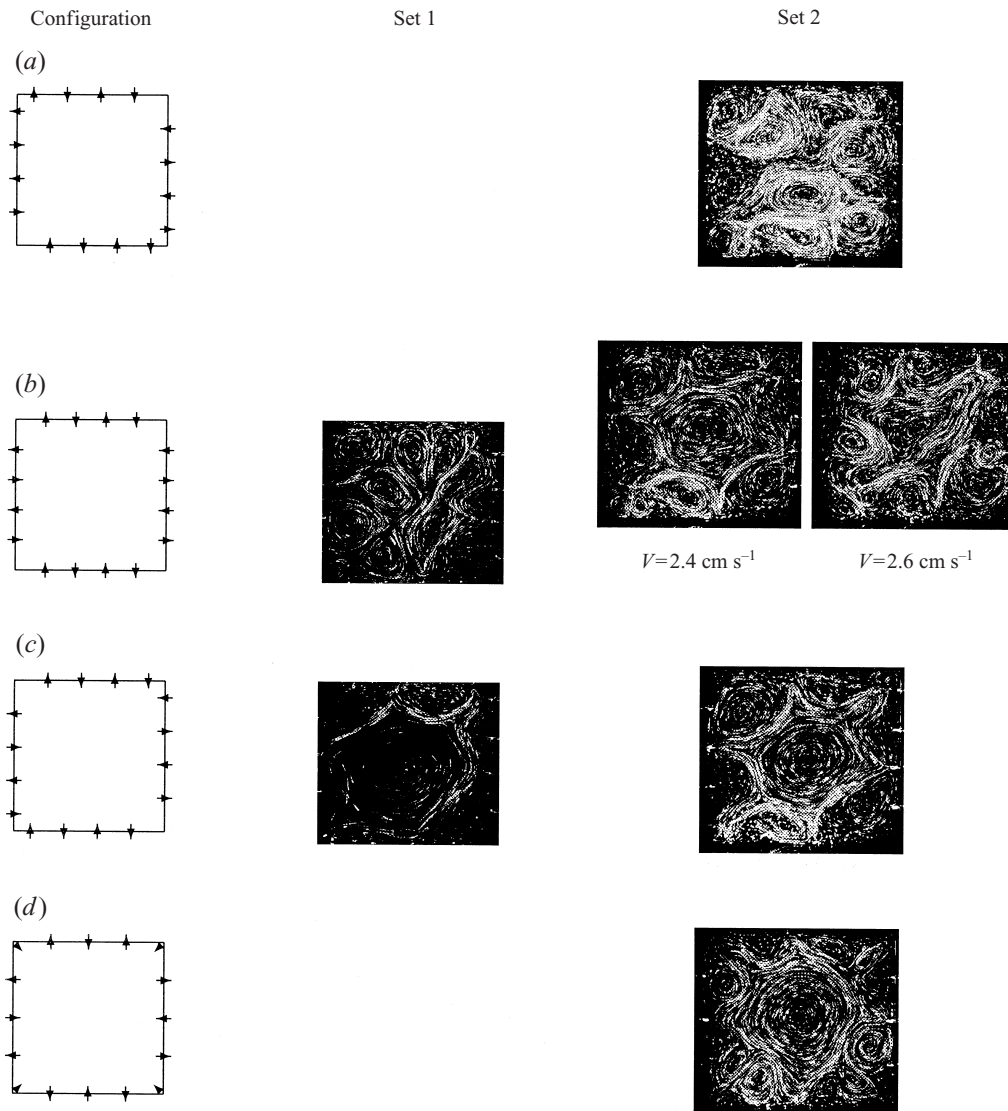 Configuration Set 1 Set 2
(a)
(b)
V=2.4 cm s⁻¹ V=2.6 cm s⁻¹
(c)
(d)